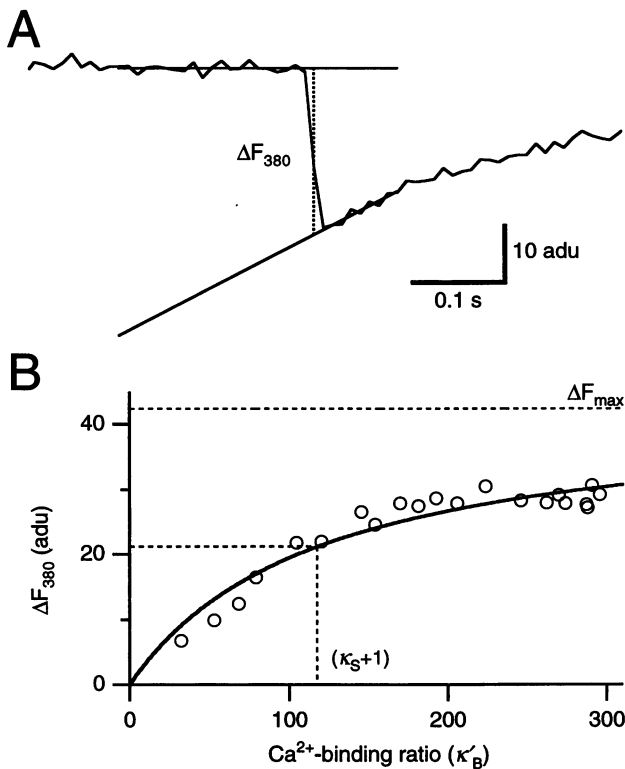 A
ΔF380
10 adu
0.1 s
B
ΔFmax
40
20
0
ΔF380 (adu)
(κS+1)
0
100
200
300
Ca2+-binding ratio (κ′B)